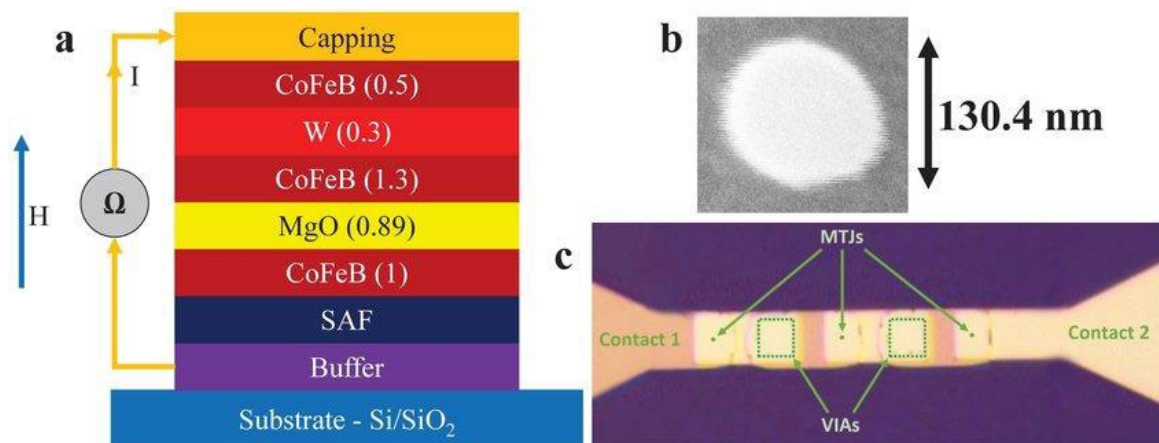 a
I
H
Ω
Capping
CoFeB (0.5)
W (0.3)
CoFeB (1.3)
MgO (0.89)
CoFeB (1)
SAF
Buffer
Substrate - Si/SiO₂
b
130.4 nm
c
MTJs
Contact 1
Contact 2
VIAs